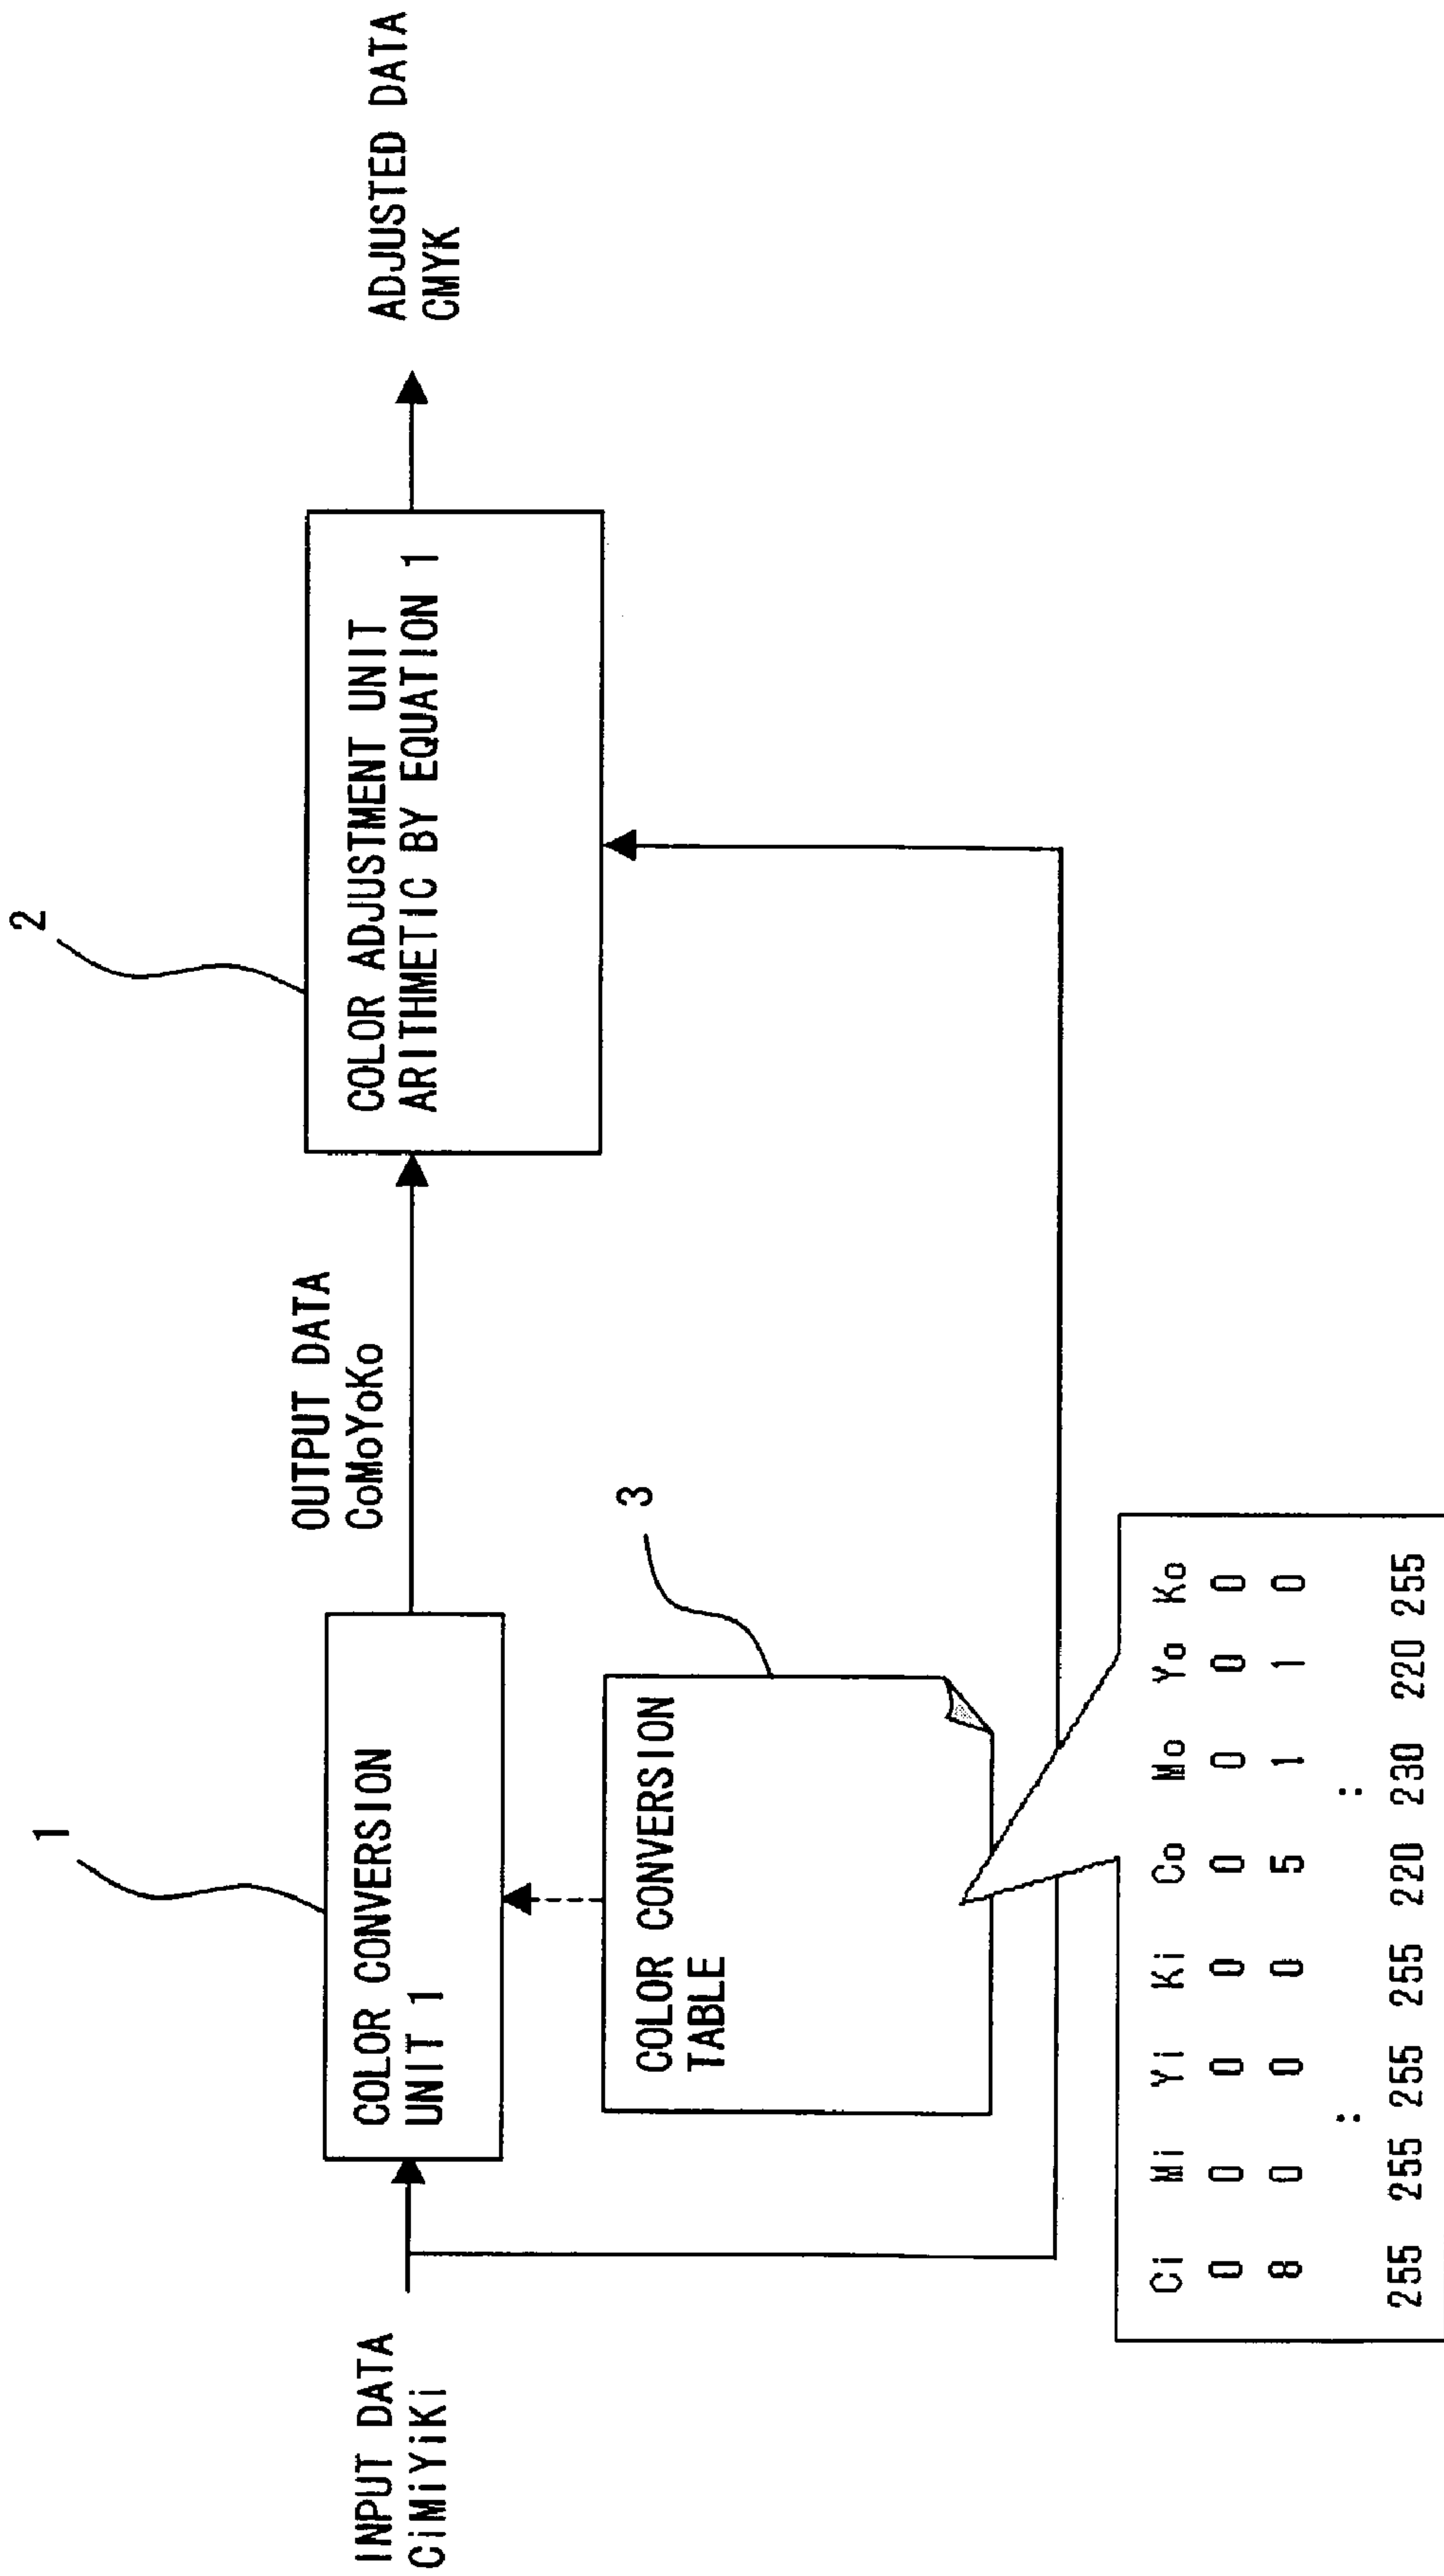 INPUT DATA
CiMiYiKi
1
COLOR CONVERSION
UNIT 1
OUTPUT DATA
CoMoYoKo
2
COLOR ADJUSTMENT UNIT
ARITHMETIC BY EQUATION 1
ADJUSTED DATA
CMYK
3
COLOR CONVERSION
TABLE
Ci Mi Yi Ki Co Mo Yo Ko
0 0 0 0 0 0 0 0
8 0 0 0 5 1 1 0
: :
255 255 255 255 220 230 220 255